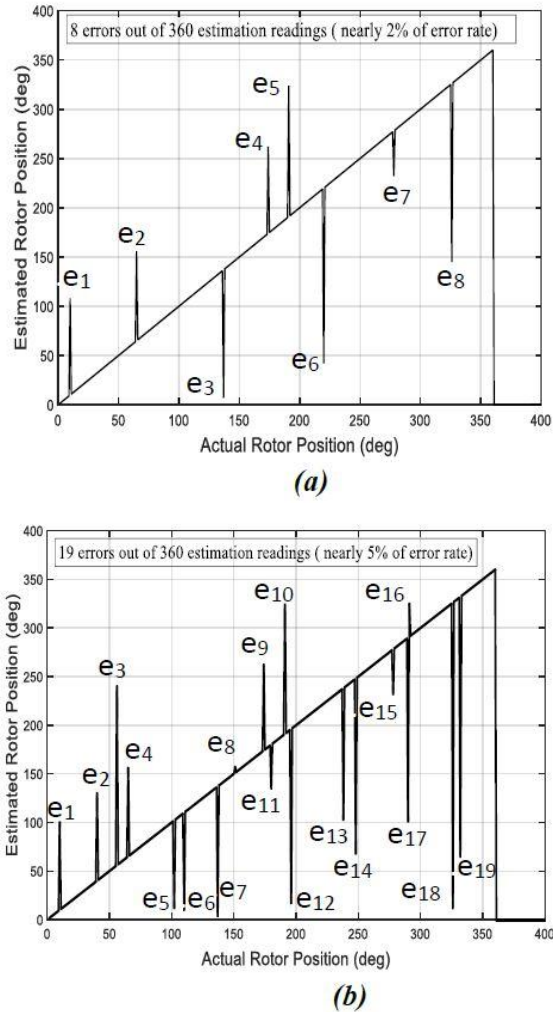 8 errors out of 360 estimation readings ( nearly 2% of error rate)
400
350
300
250
200
150
100
50
0
Estimated Rotor Position (deg)
e1
e2
e3
e4
e5
e6
e7
e8
0
50
100
150
200
250
300
350
400
Actual Rotor Position (deg)
(a)
19 errors out of 360 estimation readings ( nearly 5% of error rate)
400
350
300
250
200
150
100
50
0
Estimated Rotor Position (deg)
e1
e2
e3
e4
e5
e6
e7
e8
e9
e10
e11
e12
e13
e14
e15
e16
e17
e18
e19
0
50
100
150
200
250
300
350
400
Actual Rotor Position (deg)
(b)